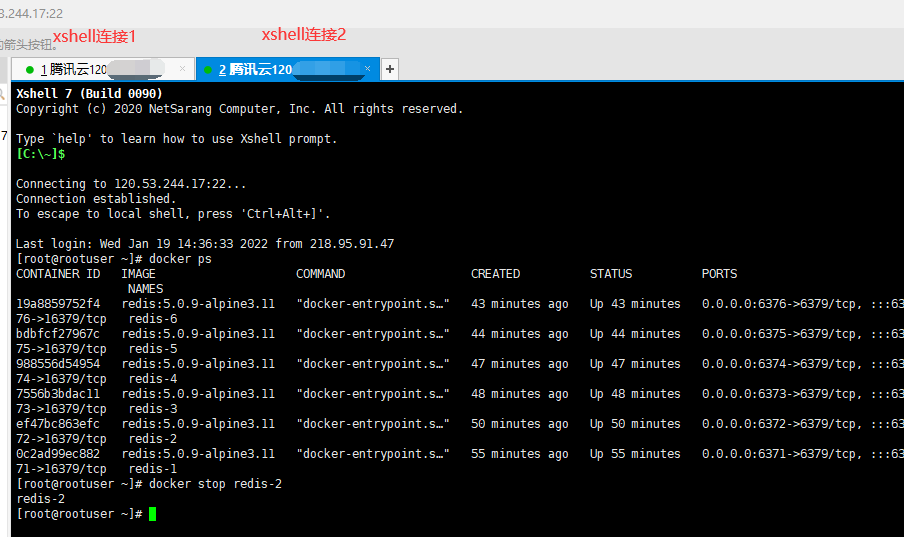 3.244.17:22
xshell连接1
xshell连接2
的箭头按钮。
1 腾讯云120
2 腾讯云120
7
Xshell 7 (Build 0090)
Copyright (c) 2020 NetSarang Computer, Inc. All rights reserved.
Type `help' to learn how to use Xshell prompt.
[C:\~]$
Connecting to 120.53.244.17:22...
Connection established.
To escape to local shell, press 'Ctrl+Alt+]'.
Last login: Wed Jan 19 14:36:33 2022 from 218.95.91.47
[root@rootuser ~]# docker ps
CONTAINER ID   IMAGE                    COMMAND                  CREATED          STATUS          PORTS
NAMES
19a8859752f4   redis:5.0.9-alpine3.11   "docker-entrypoint.s…"   43 minutes ago   Up 43 minutes   0.0.0.0:6376->6379/tcp, :::63
76->16379/tcp   redis-6
bdbfcf27967c   redis:5.0.9-alpine3.11   "docker-entrypoint.s…"   44 minutes ago   Up 44 minutes   0.0.0.0:6375->6379/tcp, :::63
75->16379/tcp   redis-5
988556d54954   redis:5.0.9-alpine3.11   "docker-entrypoint.s…"   47 minutes ago   Up 47 minutes   0.0.0.0:6374->6379/tcp, :::63
74->16379/tcp   redis-4
7556b3bdac11   redis:5.0.9-alpine3.11   "docker-entrypoint.s…"   48 minutes ago   Up 48 minutes   0.0.0.0:6373->6379/tcp, :::63
73->16379/tcp   redis-3
ef47bc863efc   redis:5.0.9-alpine3.11   "docker-entrypoint.s…"   50 minutes ago   Up 50 minutes   0.0.0.0:6372->6379/tcp, :::63
72->16379/tcp   redis-2
0c2ad99ec882   redis:5.0.9-alpine3.11   "docker-entrypoint.s…"   55 minutes ago   Up 55 minutes   0.0.0.0:6371->6379/tcp, :::63
71->16379/tcp   redis-1
[root@rootuser ~]# docker stop redis-2
redis-2
[root@rootuser ~]#